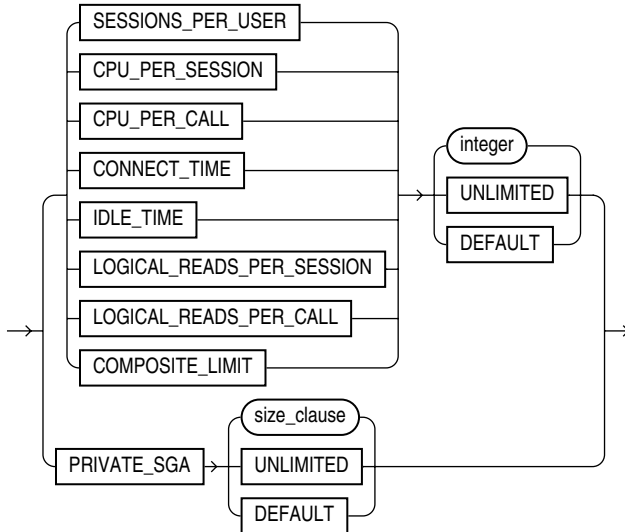 SESSIONS_PER_USER
CPU_PER_SESSION
CPU_PER_CALL
CONNECT_TIME
IDLE_TIME
LOGICAL_READS_PER_SESSION
LOGICAL_READS_PER_CALL
COMPOSITE_LIMIT
integer
UNLIMITED
DEFAULT
PRIVATE_SGA
size_clause
UNLIMITED
DEFAULT